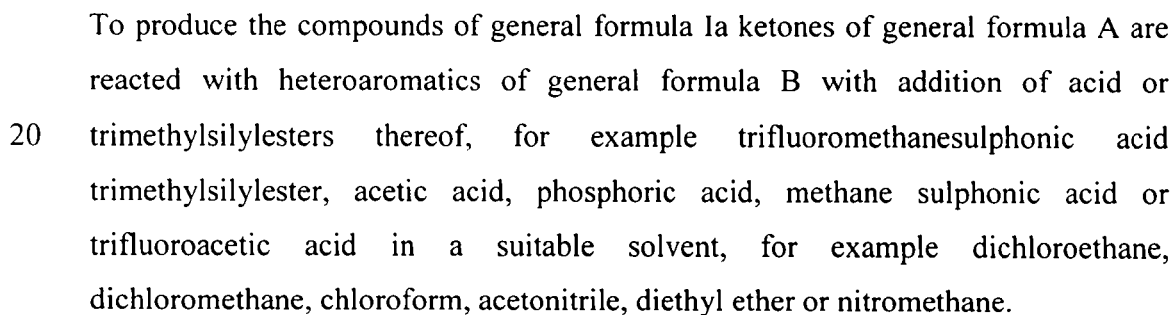 To produce the compounds of general formula Ia ketones of general formula A are
reacted with heteroaromatics of general formula B with addition of acid or
20 trimethylsilylesters thereof, for example trifluoromethanesulphonic acid
trimethylsilylester, acetic acid, phosphoric acid, methane sulphonic acid or
trifluoroacetic acid in a suitable solvent, for example dichloroethane,
dichloromethane, chloroform, acetonitrile, diethyl ether or nitromethane.